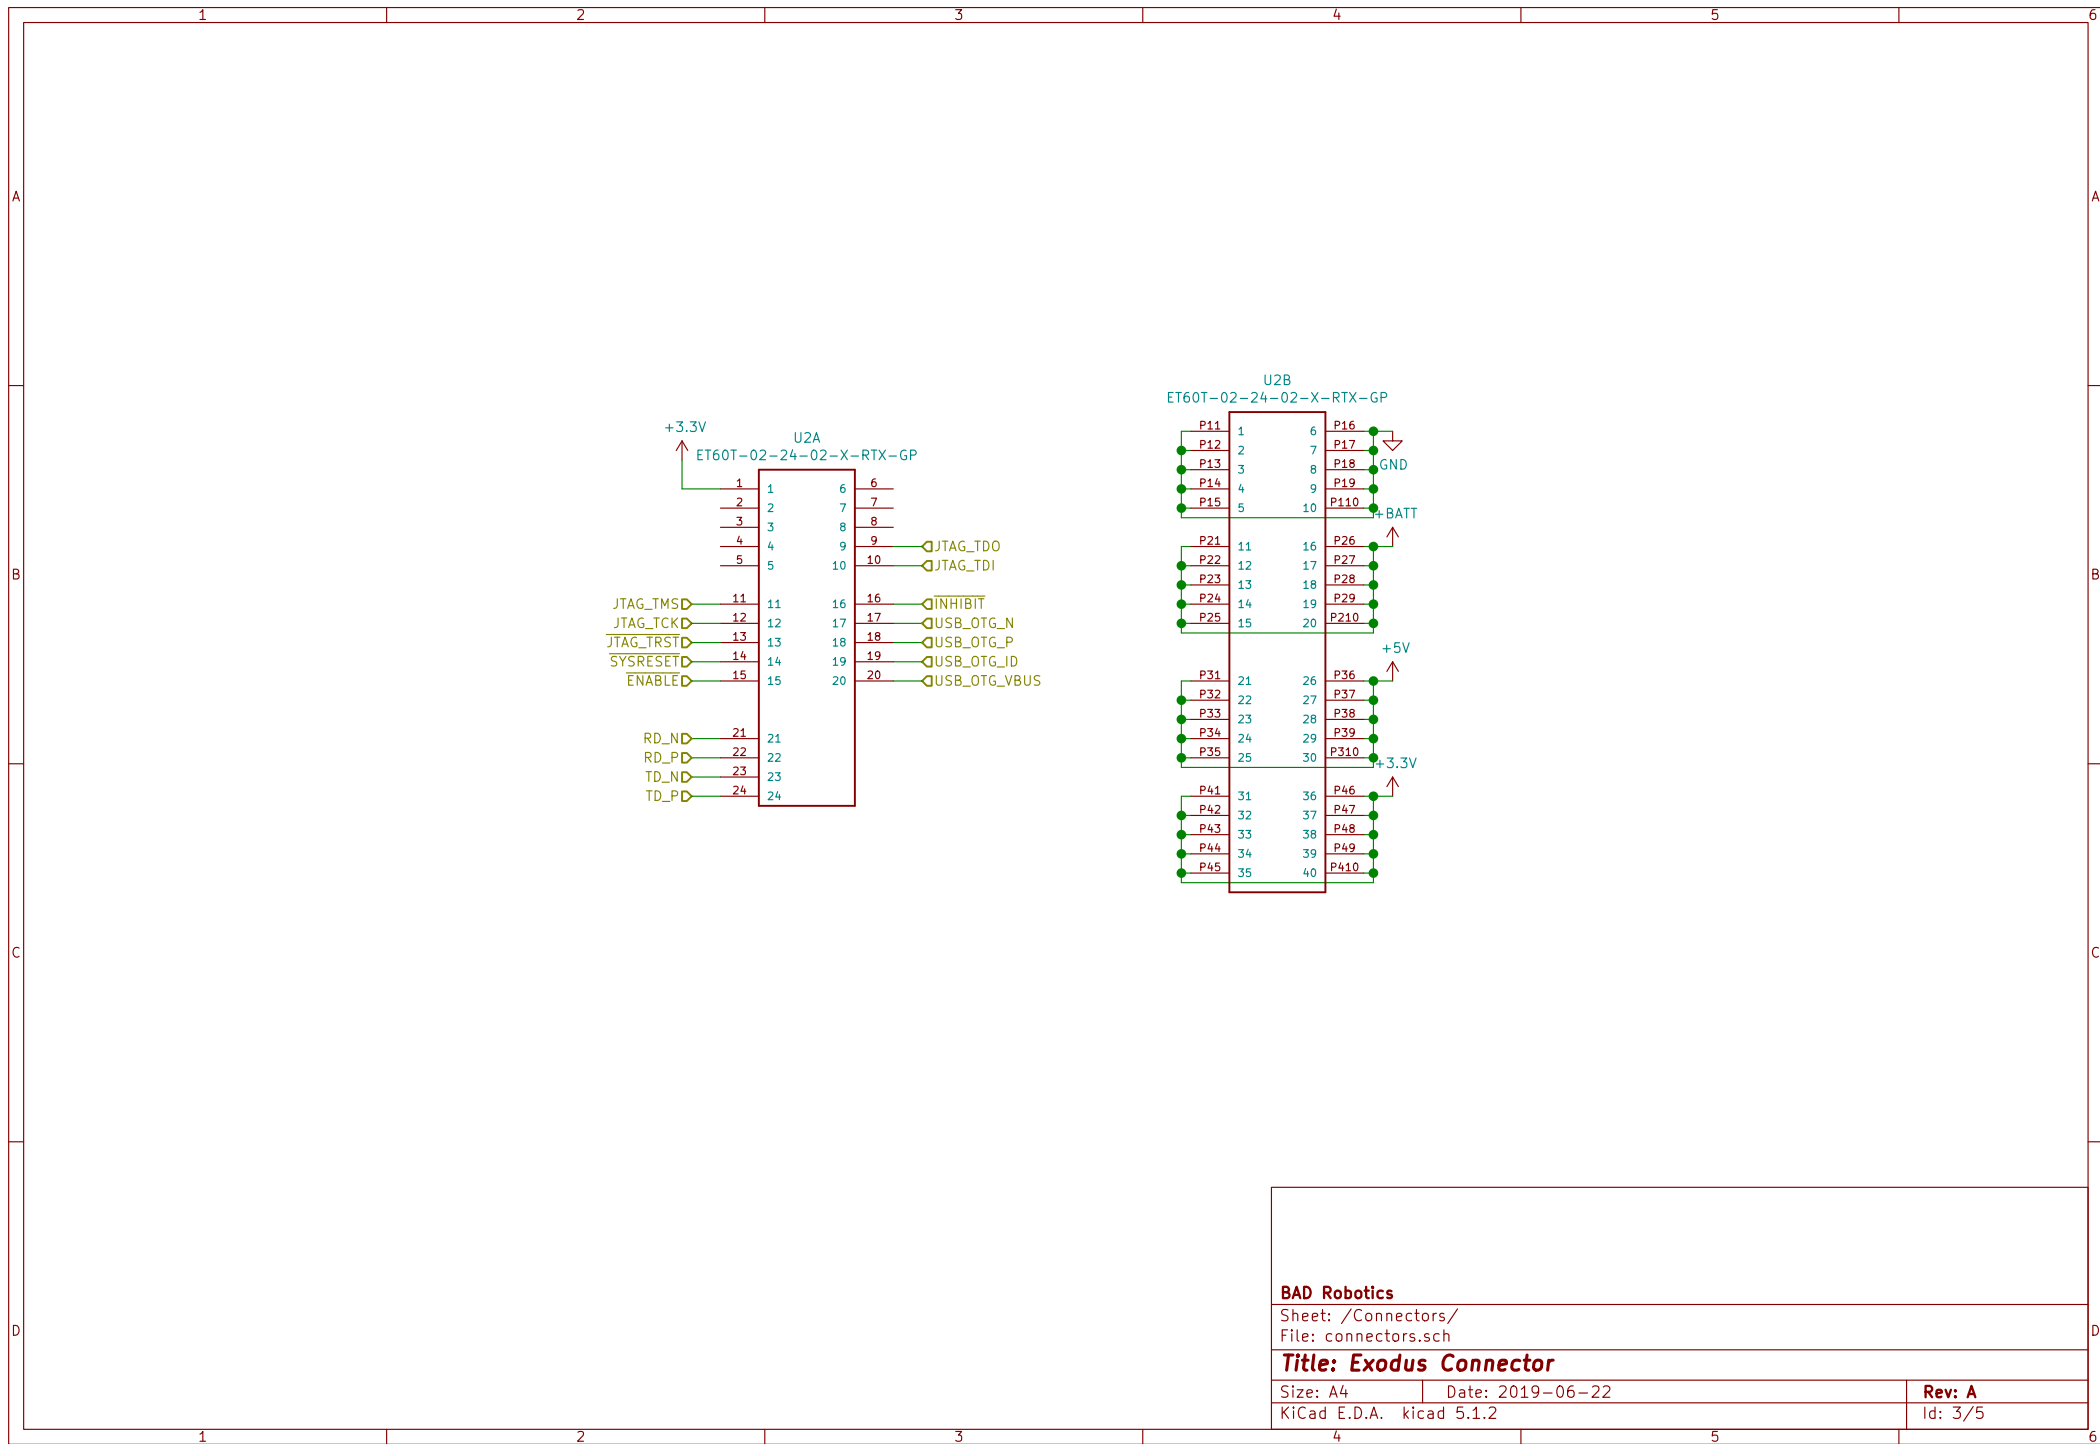 1 2 3 4 5 6
A A
U2B
ET60T-02-24-02-X-RTX-GP
P11 1 6 P16
P12 2 7 P17
P13 3 8 P18
GND
P14 4 9 P19
P15 5 10 P110
+BATT
P21 11 16 P26
P22 12 17 P27
P23 13 18 P28
P24 14 19 P29
P25 15 20 P210
+5V
P31 21 26 P36
P32 22 27 P37
P33 23 28 P38
P34 24 29 P39
P35 25 30 P310
+3.3V
P41 31 36 P46
P42 32 37 P47
P43 33 38 P48
P44 34 39 P49
P45 35 40 P410
+3.3V
U2A
ET60T-02-24-02-X-RTX-GP
1 1 6 6
2 2 7 7
3 3 8 8
4 4 9 9 JTAG_TDO
5 5 10 10 JTAG_TDI
JTAG_TMS 11 11 16 16 INHIBIT
JTAG_TCK 12 12 17 17 USB_OTG_N
JTAG_TRST 13 13 18 18 USB_OTG_P
SYSRESET 14 14 19 19 USB_OTG_ID
ENABLE 15 15 20 20 USB_OTG_VBUS
RD_N 21 21
RD_P 22 22
TD_N 23 23
TD_P 24 24
B B
C C
D D
BAD Robotics
Sheet: /Connectors/
File: connectors.sch
Title: Exodus Connector
Size: A4 Date: 2019-06-22 Rev: A
KiCad E.D.A. kicad 5.1.2 Id: 3/5
1 2 3 4 5 6